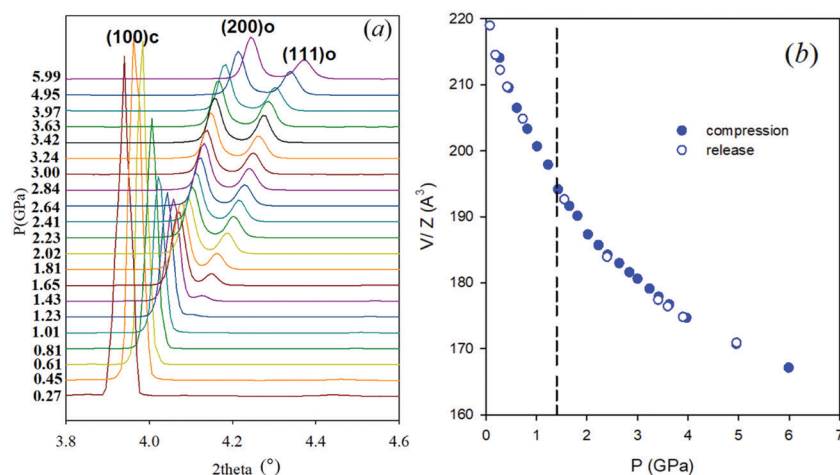 (100)c
(200)o
(111)o
(a)
5.99
4.95
3.97
3.63
3.42
3.24
3.00
2.84
2.64
2.41
2.23
2.02
1.81
1.65
1.43
1.23
1.01
0.81
0.61
0.45
0.27
P(GPa)
3.8 4.0 4.2 4.4 4.6
2theta (°)
(b)
220
210
200
190
180
170
160
V/Z (A³)
compression
release
0 1 2 3 4 5 6 7
P (GPa)